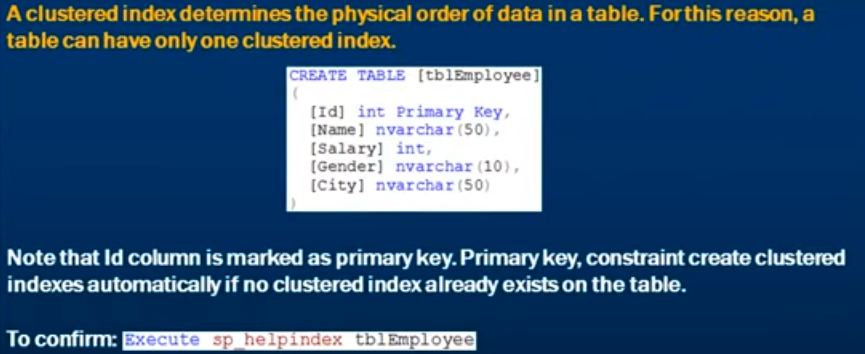 A clustered index determines the physical order of data in a table. For this reason, a
table can have only one clustered index.
CREATE TABLE [tblEmployee]
(
[Id] int Primary Key,
[Name] nvarchar(50),
[Salary] int,
[Gender] nvarchar(10),
[City] nvarchar(50)
)
Note that Id column is marked as primary key. Primary key, constraint create clustered
indexes automatically if no clustered index already exists on the table.
To confirm: Execute sp_helpindex tblEmployee